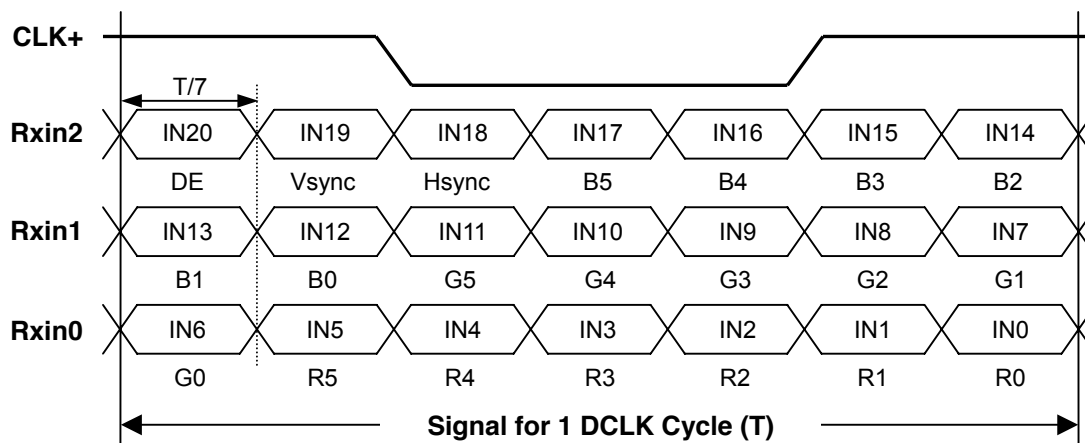 CLK+
T/7
Rxin2 IN20 IN19 IN18 IN17 IN16 IN15 IN14
DE Vsync Hsync B5 B4 B3 B2
Rxin1 IN13 IN12 IN11 IN10 IN9 IN8 IN7
B1 B0 G5 G4 G3 G2 G1
Rxin0 IN6 IN5 IN4 IN3 IN2 IN1 IN0
G0 R5 R4 R3 R2 R1 R0
Signal for 1 DCLK Cycle (T)